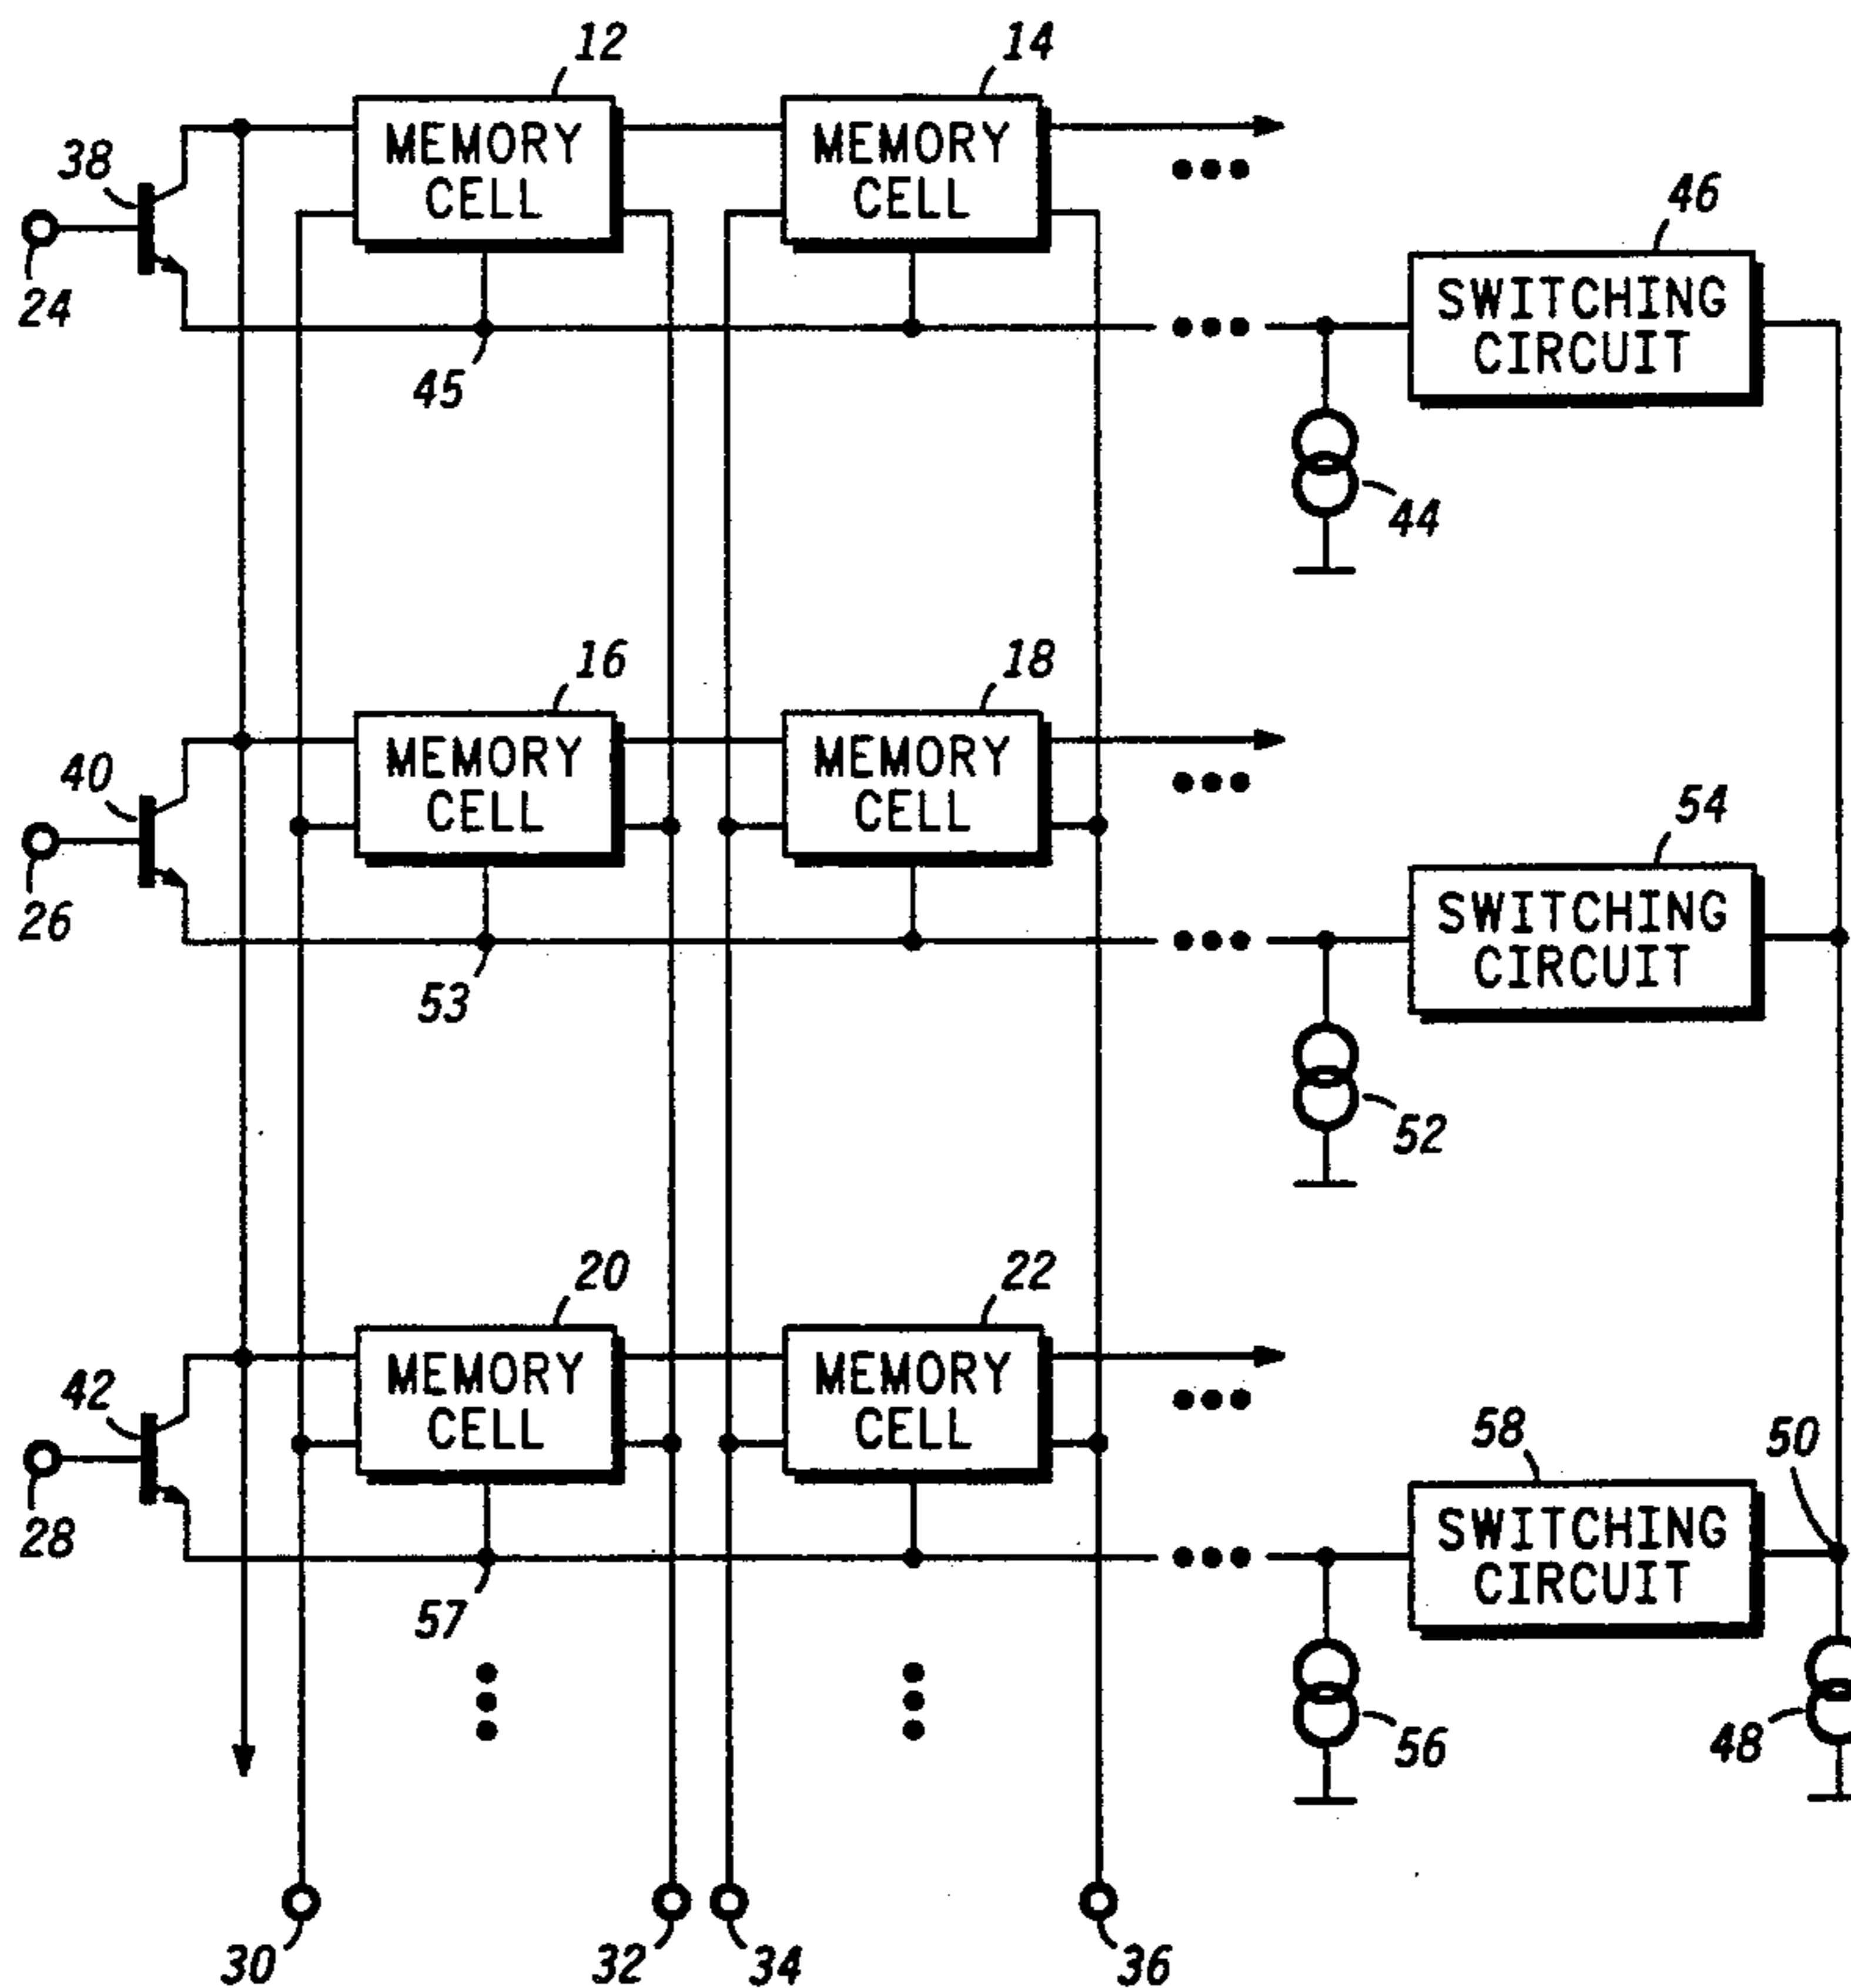 12
14
MEMORY
CELL
MEMORY
CELL
38
24
45
46
SWITCHING
CIRCUIT
44
16
18
MEMORY
CELL
MEMORY
CELL
40
26
53
54
SWITCHING
CIRCUIT
52
20
22
MEMORY
CELL
MEMORY
CELL
42
28
57
58
50
SWITCHING
CIRCUIT
56
48
30
32
34
36